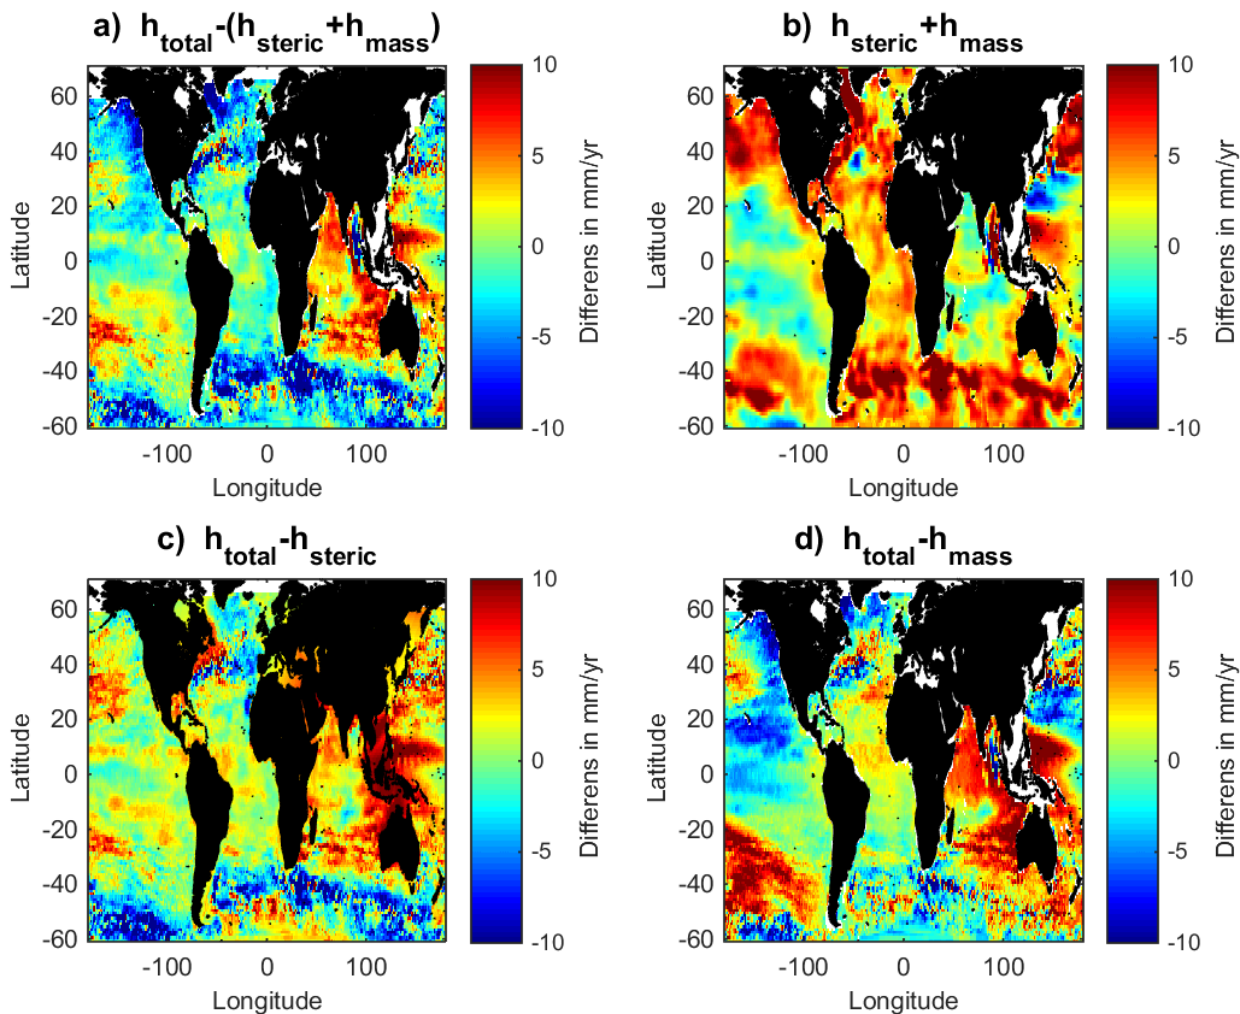 a) h_total-(h_steric+h_mass)
60
40
20
0
-20
-40
-60
Latitude
-100 0 100
Longitude
10
5
0
-5
-10
Differens in mm/yr
b) h_steric+h_mass
60
40
20
0
-20
-40
-60
Latitude
-100 0 100
Longitude
10
5
0
-5
-10
Differens in mm/yr
c) h_total-h_steric
60
40
20
0
-20
-40
-60
Latitude
-100 0 100
Longitude
10
5
0
-5
-10
Differens in mm/yr
d) h_total-h_mass
60
40
20
0
-20
-40
-60
Latitude
-100 0 100
Longitude
10
5
0
-5
-10
Differens in mm/yr